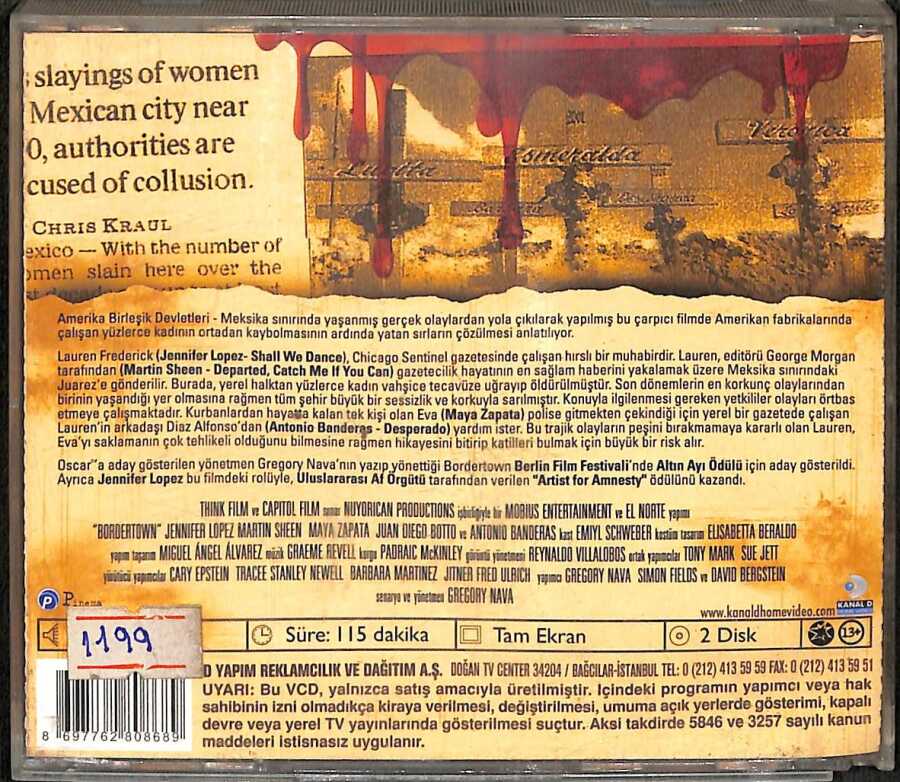 slayings of women
Mexican city near
0, authorities are
cused of collusion.
CHRIS KRAUL
exico — With the number of
omen slain here over the
Lucita
Esmeralda
Veronica
Amerika Birleşik Devletleri - Meksika sınırında yaşanmış gerçek olaylardan yola çıkılarak yapılmış bu çarpıcı filmde Amerikan fabrikalarında
çalışan yüzlerce kadının ortadan kaybolmasının ardında yatan sırların çözülmesi anlatılıyor.
Lauren Frederick (Jennifer Lopez- Shall We Dance), Chicago Sentinel gazetesinde çalışan hırslı bir muhabirdir. Lauren, editörü George Morgan
tarafından (Martin Sheen - Departed, Catch Me If You Can) gazetecilik hayatının en sağlam haberini yakalamak üzere Meksika sınırındaki
Juarez'e gönderilir. Burada, yerel halktan yüzlerce kadın vahşice tecavüze uğrayıp öldürülmüştür. Son dönemlerin en korkunç olaylarından
birinin yaşandığı yer olmasına rağmen tüm şehir büyük bir sessizlik ve korkuyla sarılmıştır. Konuyla ilgilenmesi gereken yetkililer olayları örtbas
etmeye çalışmaktadır. Kurbanlardan hayatta kalan tek kişi olan Eva (Maya Zapata) polise gitmekten çekindiği için yerel bir gazetede çalışan
Lauren'in arkadaşı Diaz Alfonso'dan (Antonio Banderas - Desperado) yardım ister. Bu trajik olayların peşini bırakmamaya kararlı olan Lauren,
Eva'yı saklamanın çok tehlikeli olduğunu bilmesine rağmen hikayesini bitirip katilleri bulmak için büyük bir risk alır.
Oscar"a aday gösterilen yönetmen Gregory Nava'nın yazıp yönettiği Bordertown Berlin Film Festivali'nde Altın Ayı Ödülü için aday gösterildi.
Ayrıca Jennifer Lopez bu filmdeki rolüyle, Uluslararası Af Örgütü tarafından verilen "Artist for Amnesty" ödülünü kazandı.
THINK FILM ve CAPITOL FILM sunar NUYORICAN PRODUCTIONS işbirliğiyle bir MOBIUS ENTERTAINMENT ve EL NORTE yapımı
"BORDERTOWN" JENNIFER LOPEZ MARTIN SHEEN MAYA ZAPATA JUAN DIEGO BOTTO ve ANTONIO BANDERAS kast EMIYL SCHWEBER kostüm tasarım ELISABETTA BERALDO
yapım tasarım MIGUEL ÁNGEL ÁLVAREZ müzik GRAEME REVELL kurgu PADRAIC McKINLEY görüntü yönetmeni REYNALDO VILLALOBOS ortak yapımcılar TONY MARK SUE JETT
yürütücü yapımcılar CARY EPSTEIN TRACEE STANLEY NEWELL BARBARA MARTINEZ JITNER FRED ULRICH yapımcı GREGORY NAVA SIMON FIELDS ve DAVID BERGSTEIN
senaryo ve yönetmen GREGORY NAVA
Pinema
www.kanaldhomevideo.com
KANAL D
1199
Süre: 115 dakika
Tam Ekran
2 Disk
13+
D YAPIM REKLAMCILIK VE DAĞITIM A.Ş. DOĞAN TV CENTER 34204 / BAĞCILAR-İSTANBUL TEL: 0 (212) 413 59 59 FAX: 0 (212) 413 59 51
UYARI: Bu VCD, yalnızca satış amacıyla üretilmiştir. İçindeki programın yapımcı veya hak
sahibinin izni olmadıkça kiraya verilmesi, değiştirilmesi, umuma açık yerlerde gösterimi, kapalı
devre veya yerel TV yayınlarında gösterilmesi suçtur. Aksi takdirde 5846 ve 3257 sayılı kanun
maddeleri istisnasız uygulanır.
8 697762 808689